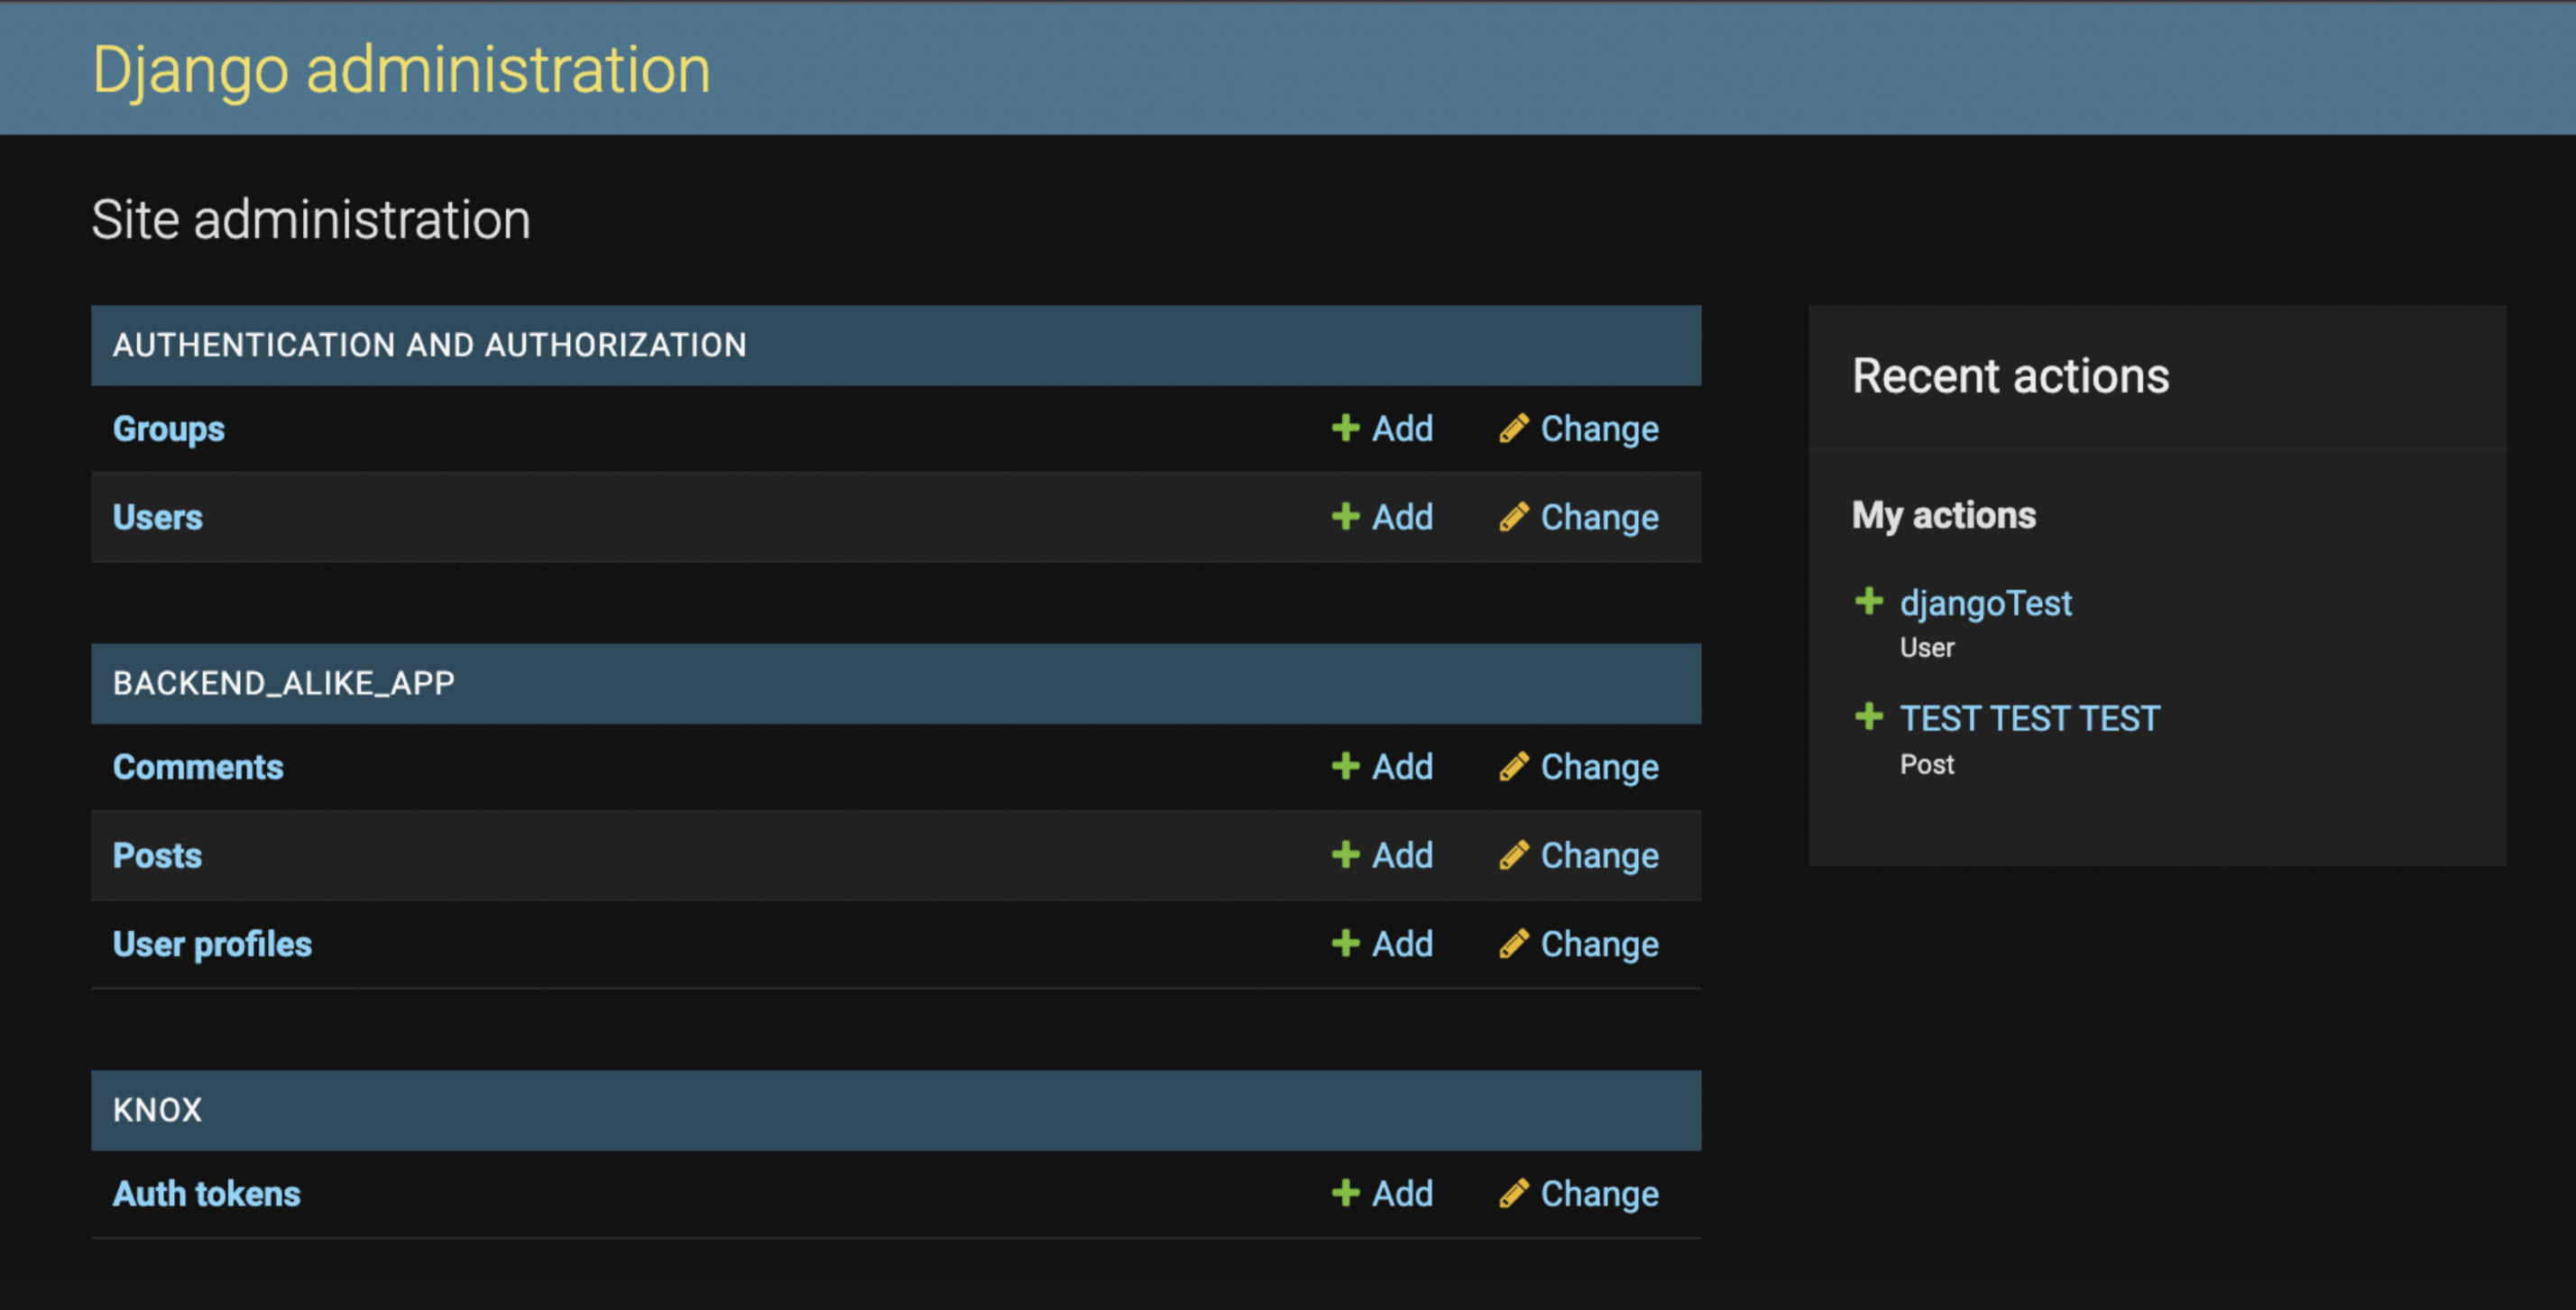 Django administration
Site administration
AUTHENTICATION AND AUTHORIZATION
Groups Add Change
Users Add Change
BACKEND_ALIKE_APP
Comments Add Change
Posts Add Change
User profiles Add Change
KNOX
Auth tokens Add Change
Recent actions
My actions
djangoTest
User
TEST TEST TEST
Post